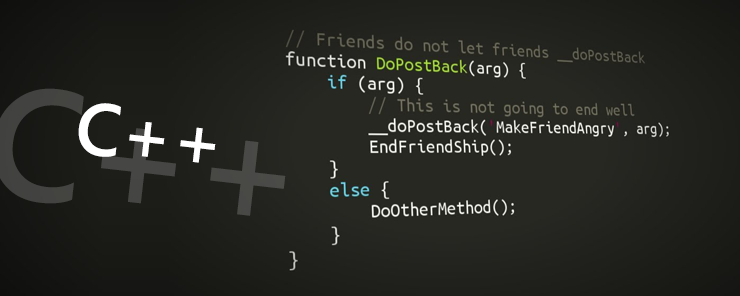 C++
C++
// Friends do not let friends __doPostBack
function DoPostBack(arg) {
if (arg) {
// This is not going to end well
__doPostBack('MakeFriendAngry', arg);
EndFriendShip();
}
else {
DoOtherMethod();
}
}